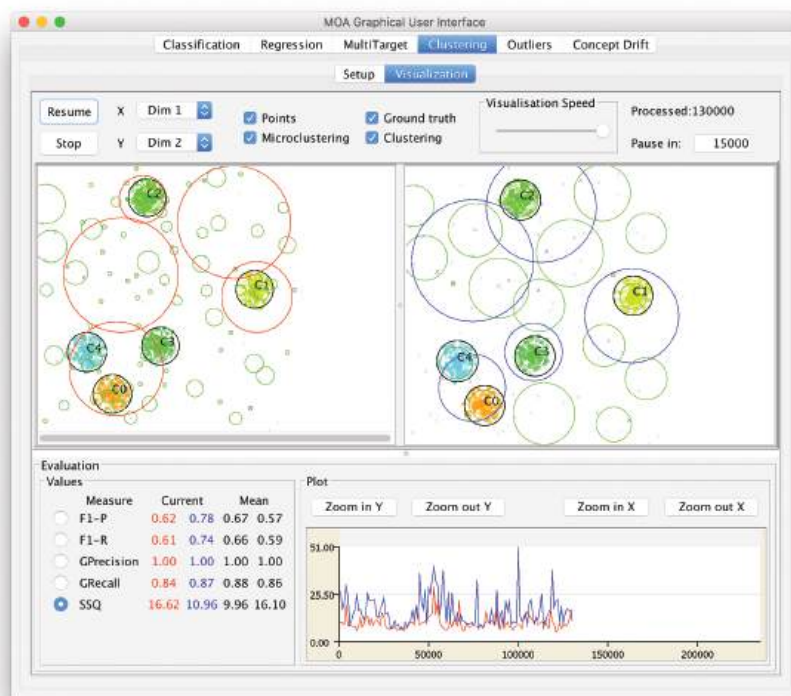 MOA Graphical User Interface
Classification Regression MultiTarget Clustering Outliers Concept Drift
Setup Visualization
Resume X Dim 1 Points Ground truth Visualisation Speed Processed:130000
Stop Y Dim 2 Microclustering Clustering Pause in: 15000
C2 C1 C3 C4 C0
C2 C1 C3 C4 C0
Evaluation
Values
Measure Current Mean
F1-P 0.62 0.78 0.67 0.57
F1-R 0.61 0.74 0.66 0.59
GPrecision 1.00 1.00 1.00 1.00
GRecall 0.84 0.87 0.88 0.86
SSQ 16.62 10.96 9.96 16.10
Plot
Zoom in Y Zoom out Y Zoom in X Zoom out X
51.00
25.50
0.00
0 50000 100000 150000 200000